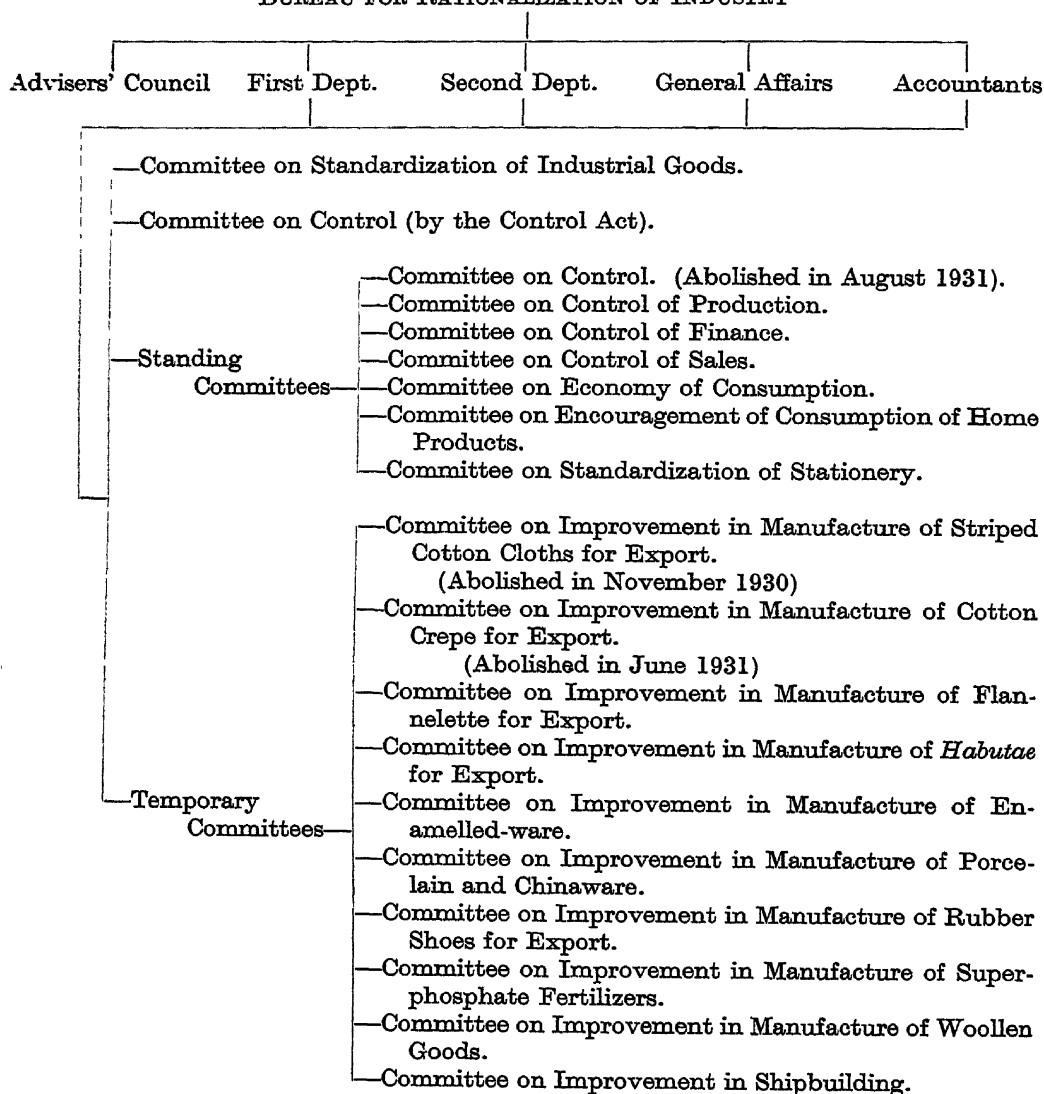 BUREAU FOR RATIONALIZATION OF INDUSTRY
Advisers' Council First Dept. Second Dept. General Affairs Accountants
—Committee on Standardization of Industrial Goods.
—Committee on Control (by the Control Act).
—Standing
Committees—
—Committee on Control. (Abolished in August 1931).
—Committee on Control of Production.
—Committee on Control of Finance.
—Committee on Control of Sales.
—Committee on Economy of Consumption.
—Committee on Encouragement of Consumption of Home
Products.
—Committee on Standardization of Stationery.
—Temporary
Committees—
—Committee on Improvement in Manufacture of Striped
Cotton Cloths for Export.
(Abolished in November 1930)
—Committee on Improvement in Manufacture of Cotton
Crepe for Export.
(Abolished in June 1931)
—Committee on Improvement in Manufacture of Flan-
nelette for Export.
—Committee on Improvement in Manufacture of Habutae
for Export.
—Committee on Improvement in Manufacture of En-
amelled-ware.
—Committee on Improvement in Manufacture of Porce-
lain and Chinaware.
—Committee on Improvement in Manufacture of Rubber
Shoes for Export.
—Committee on Improvement in Manufacture of Super-
phosphate Fertilizers.
—Committee on Improvement in Manufacture of Woollen
Goods.
—Committee on Improvement in Shipbuilding.